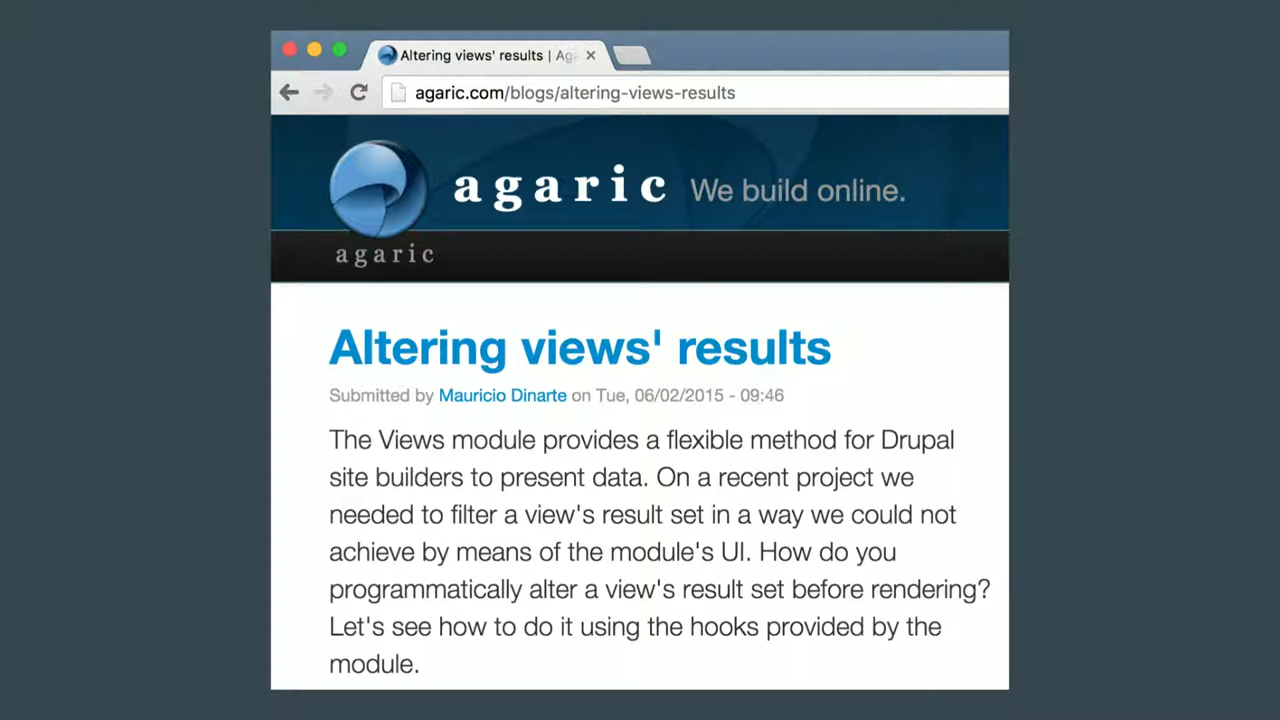 Altering views' results | Aga
agaric.com/blogs/altering-views-results
agaric We build online.
agaric
Altering views' results
Submitted by Mauricio Dinarte on Tue, 06/02/2015 - 09:46
The Views module provides a flexible method for Drupal
site builders to present data. On a recent project we
needed to filter a view's result set in a way we could not
achieve by means of the module's UI. How do you
programmatically alter a view's result set before rendering?
Let's see how to do it using the hooks provided by the
module.